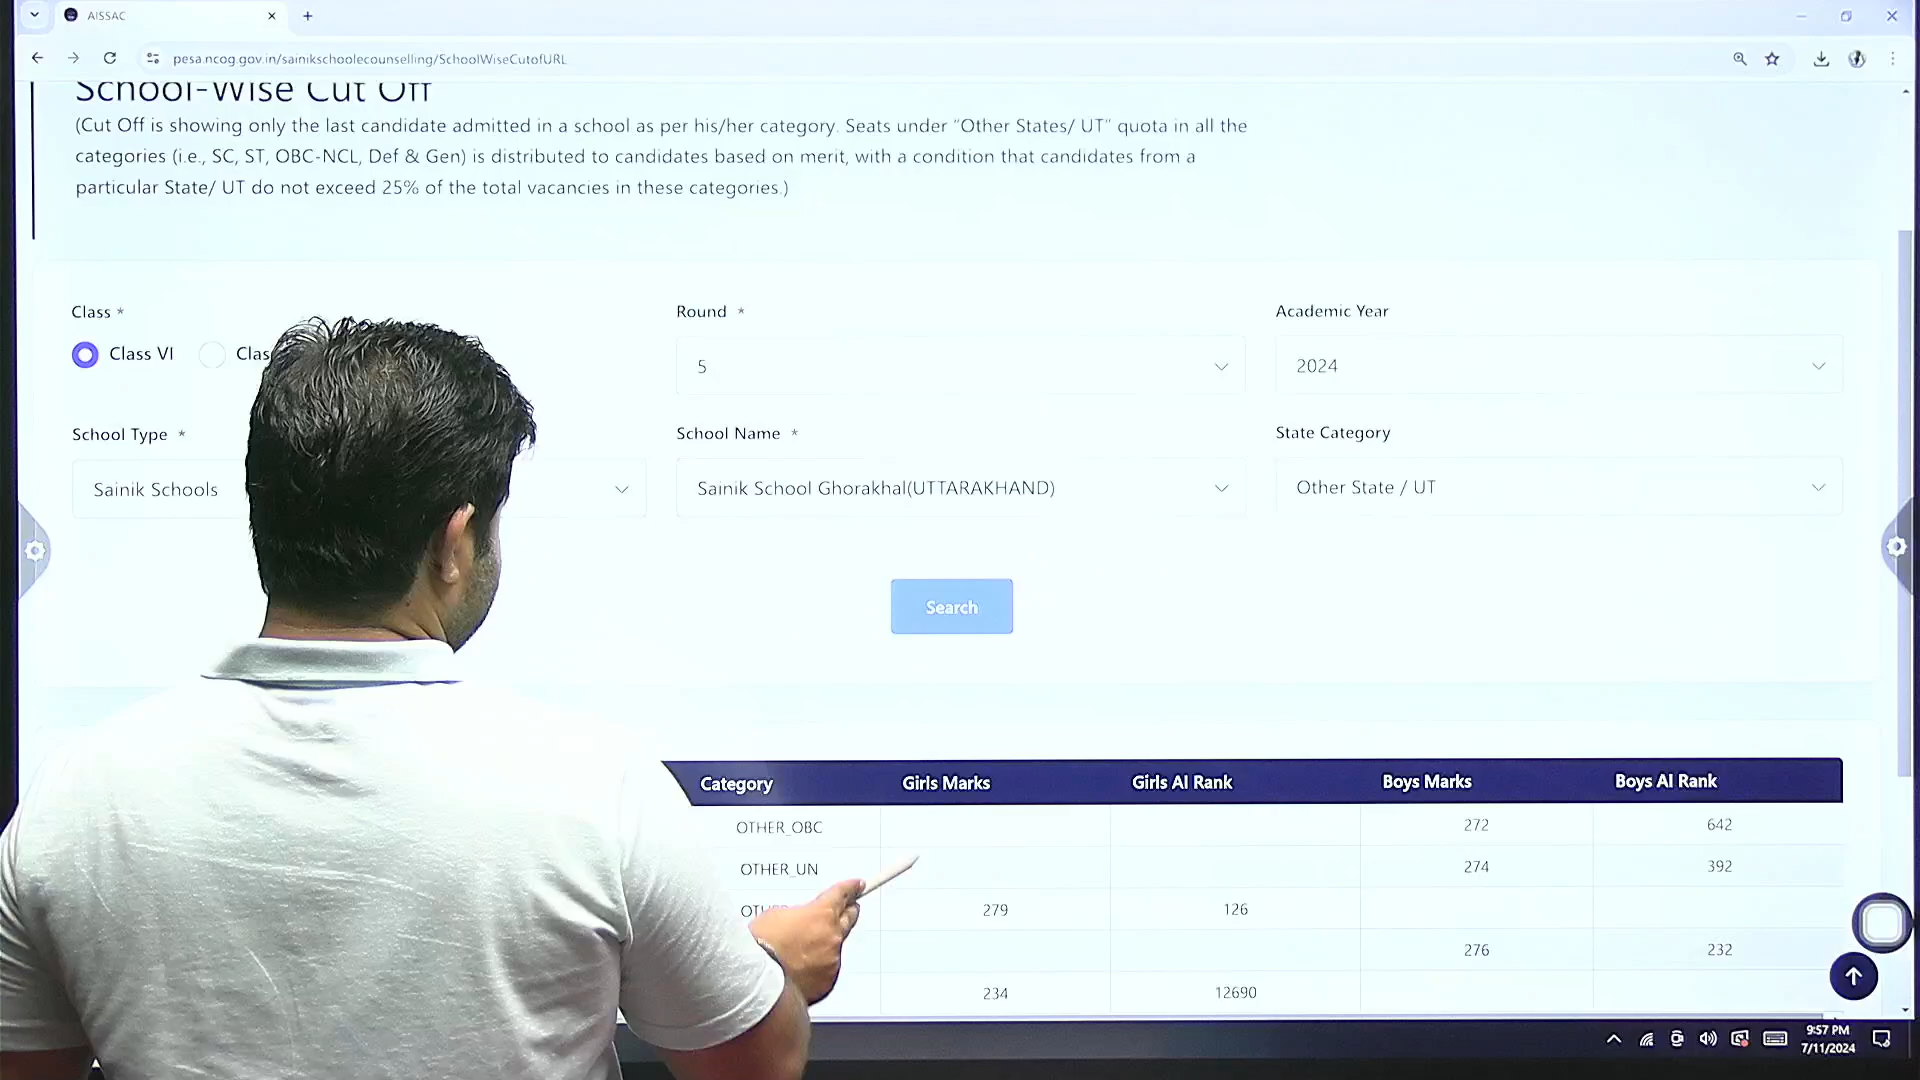 AISSAC
pesa.ncog.gov.in/sainikschoolecounselling/SchoolWiseCutofURL
School-Wise Cut Off
(Cut Off is showing only the last candidate admitted in a school as per his/her category. Seats under "Other States/ UT" quota in all the
categories (i.e., SC, ST, OBC-NCL, Def & Gen) is distributed to candidates based on merit, with a condition that candidates from a
particular State/ UT do not exceed 25% of the total vacancies in these categories.)
Class * Round * Academic Year
Class VI 5 2024
School Type * School Name * State Category
Sainik Schools Sainik School Ghorakhal(UTTARAKHAND) Other State / UT
Search
Category Girls Marks Girls AI Rank Boys Marks Boys AI Rank
OTHER_OBC 272 642
OTHER_UN 274 392
279 126
276 232
234 12690
9:57 PM
7/11/2024